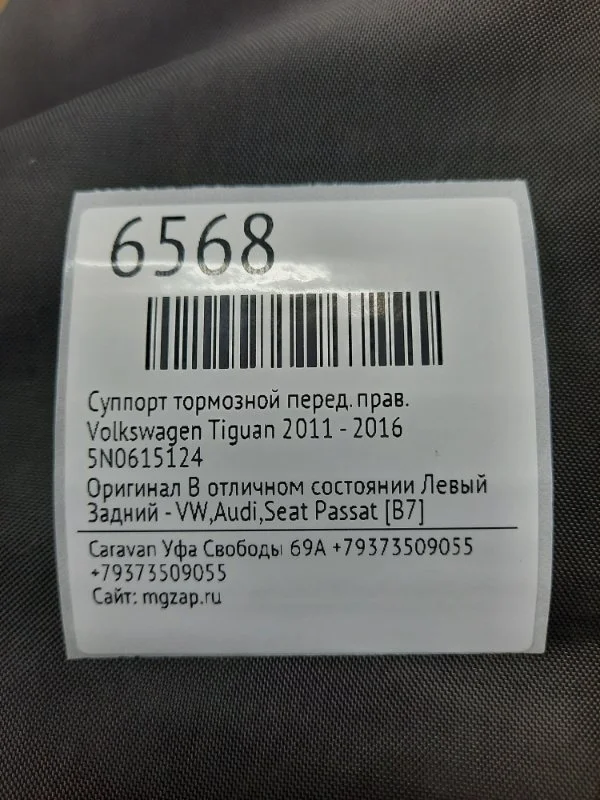 6568
Суппорт тормозной перед. прав.
Volkswagen Tiguan 2011 - 2016
5N0615124
Оригинал В отличном состоянии Левый
Задний - VW,Audi,Seat Passat [B7]
Caravan Уфа Свободы 69А +79373509055
+79373509055
Сайт: mgzap.ru